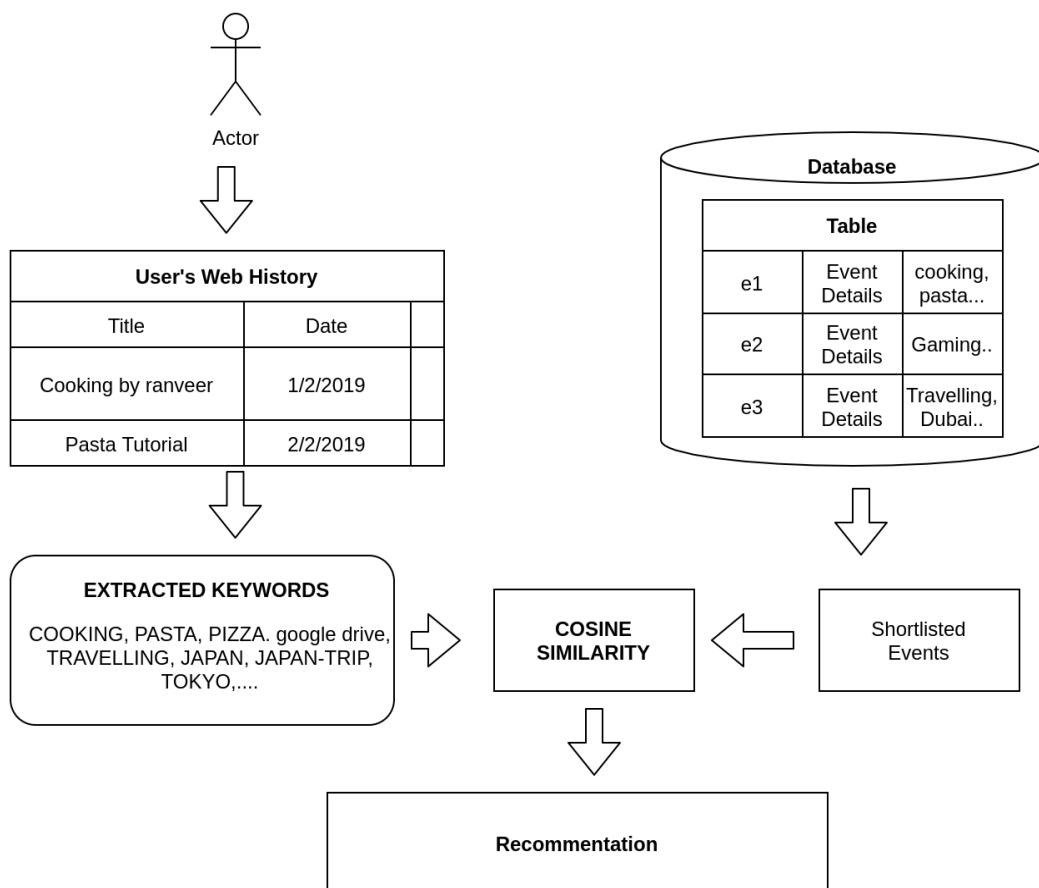 Actor
User's Web History
Title
Date
Cooking by ranveer
1/2/2019
Pasta Tutorial
2/2/2019
Database
Table
e1
Event
Details
cooking,
pasta...
e2
Event
Details
Gaming..
e3
Event
Details
Travelling,
Dubai..
EXTRACTED KEYWORDS
COOKING, PASTA, PIZZA. google drive,
TRAVELLING, JAPAN, JAPAN-TRIP,
TOKYO,....
COSINE
SIMILARITY
Shortlisted
Events
Recommentation